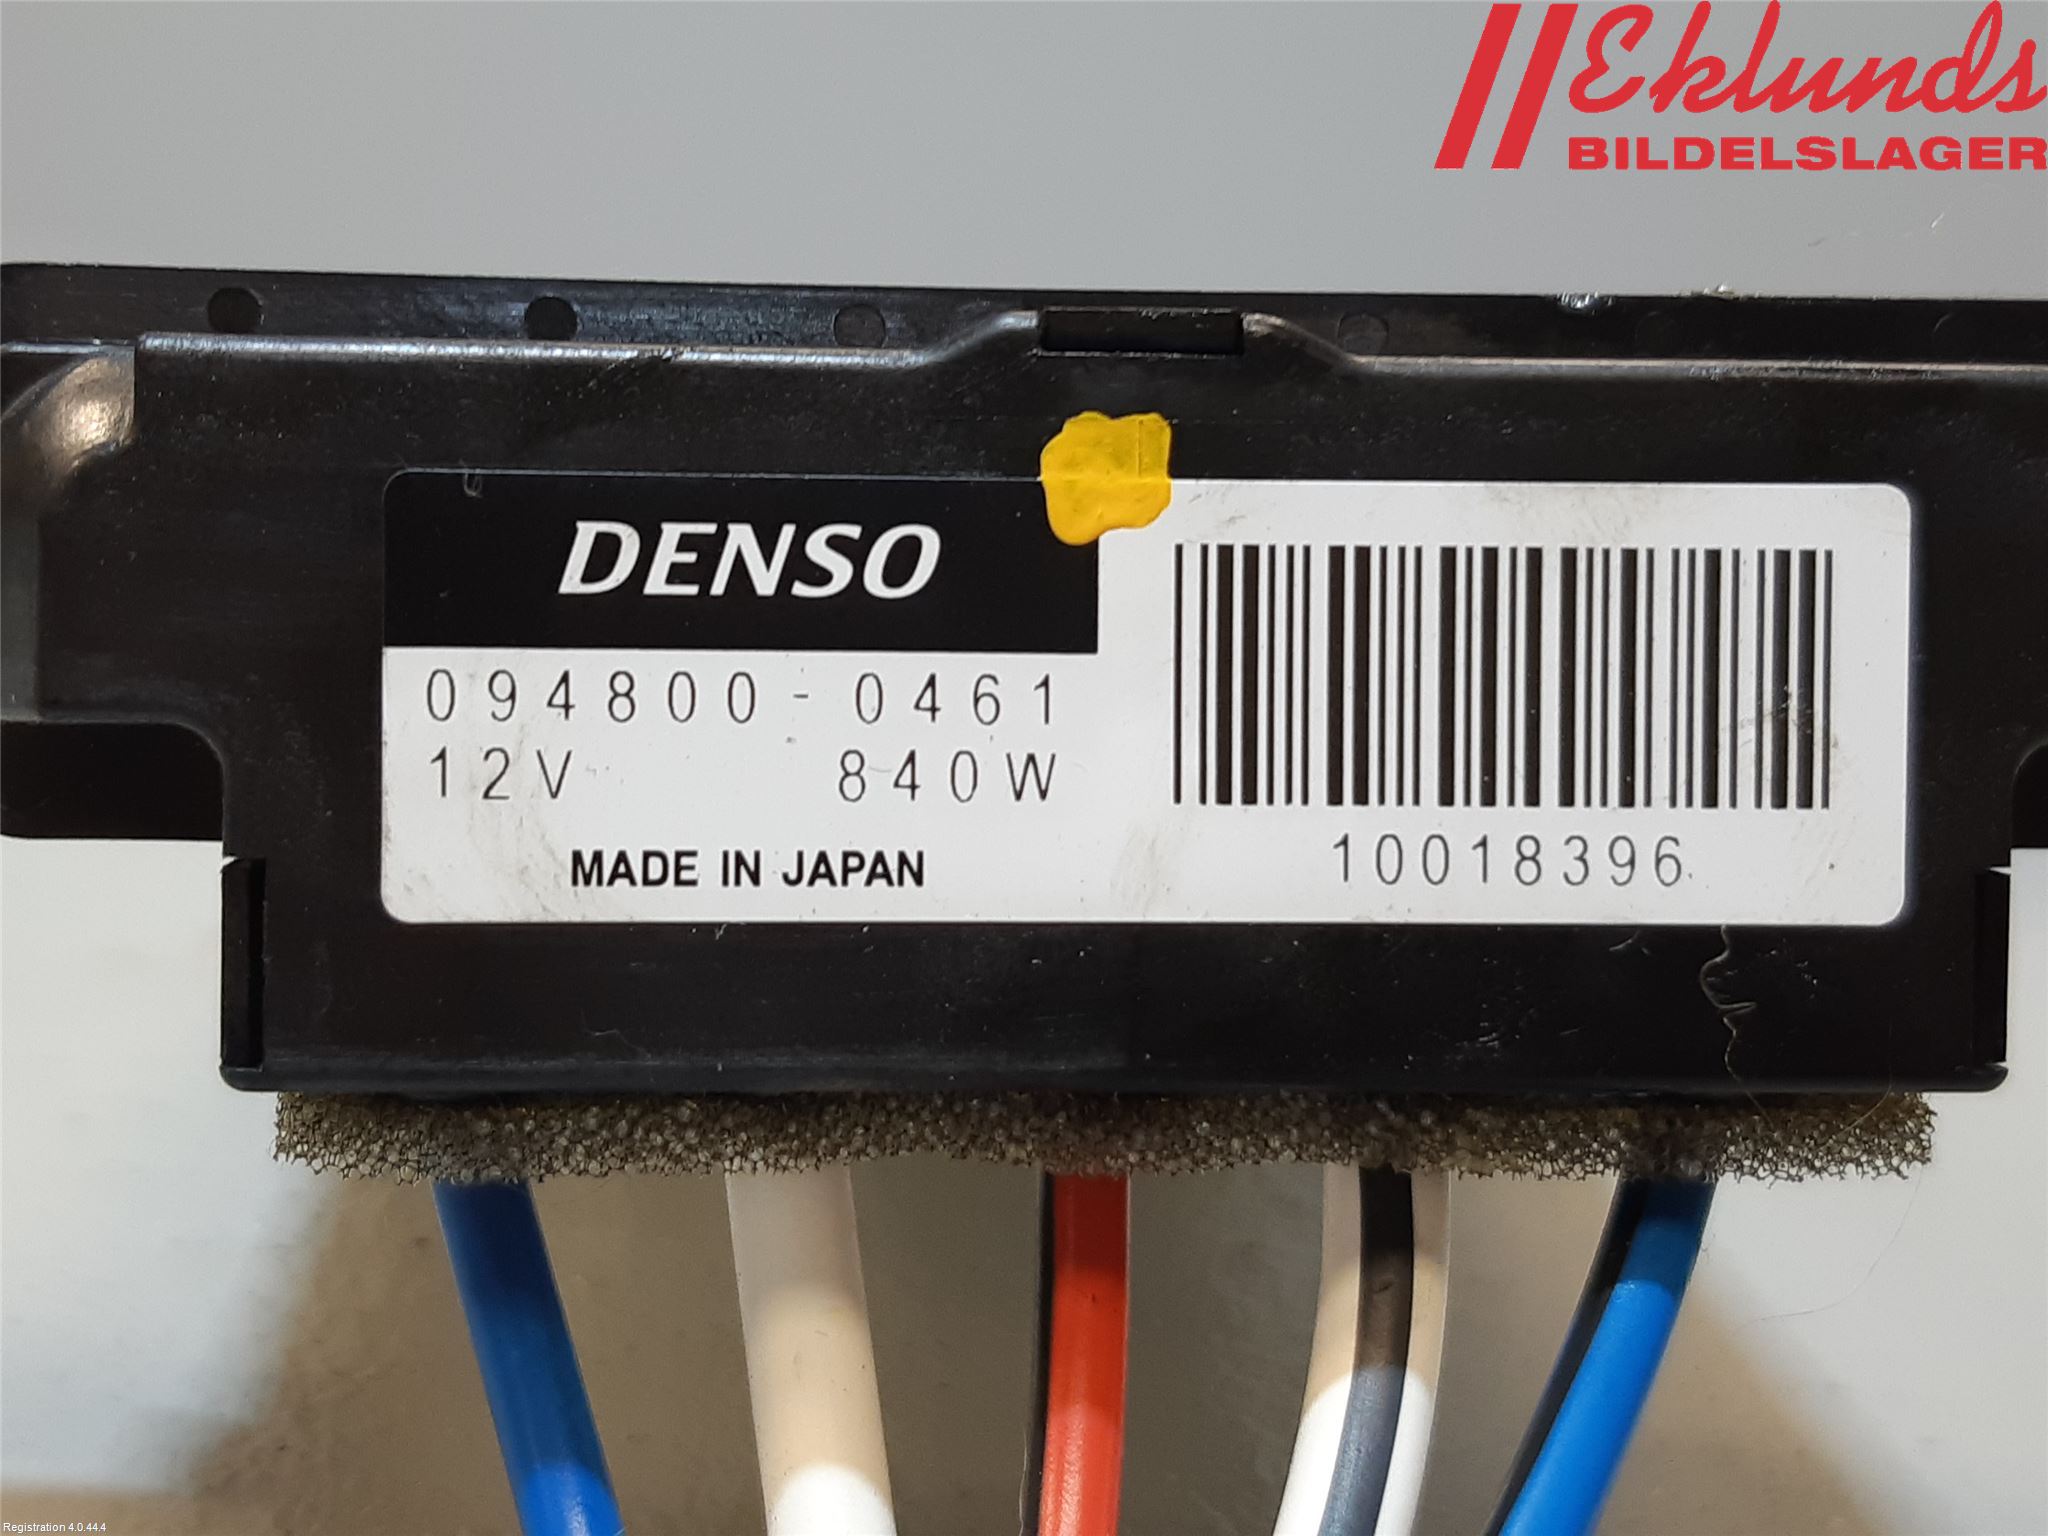 Eklunds
BILDELSLAGER
DENSO
094800-0461
12V 840W
MADE IN JAPAN
10018396
Registration 4.0.44.4